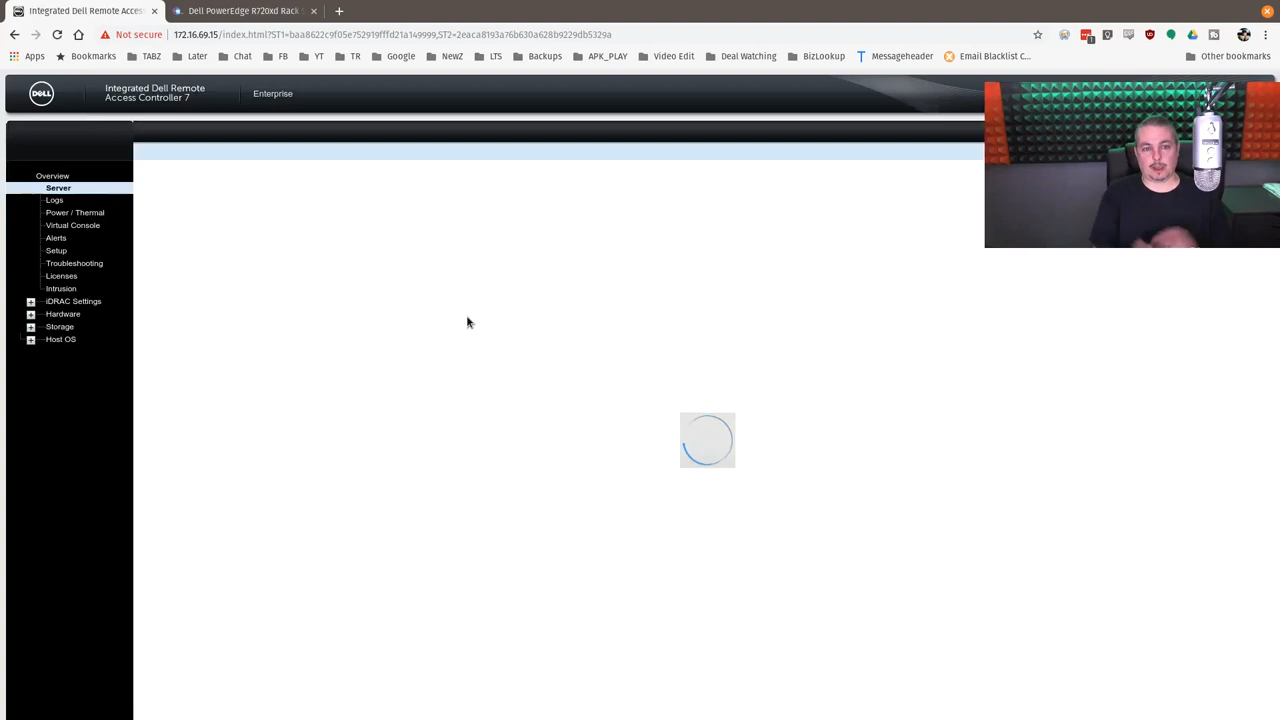 Integrated Dell Remote Acces
Dell PowerEdge R720xd Rack S
Not secure
172.16.69.15/index.html?ST1=baa8622c9f05e752919fffd21a149999,ST2=2eaca8193a76b630a628b9229db5329a
Apps
Bookmarks
TABZ
Later
Chat
FB
YT
TR
Google
NewZ
LTS
Backups
APK_PLAY
Video Edit
Deal Watching
BizLookup
Messageheader
Email Blacklist C...
Other bookmarks
DELL
Integrated Dell Remote
Access Controller 7
Enterprise
Overview
Server
Logs
Power / Thermal
Virtual Console
Alerts
Setup
Troubleshooting
Licenses
Intrusion
iDRAC Settings
Hardware
Storage
Host OS